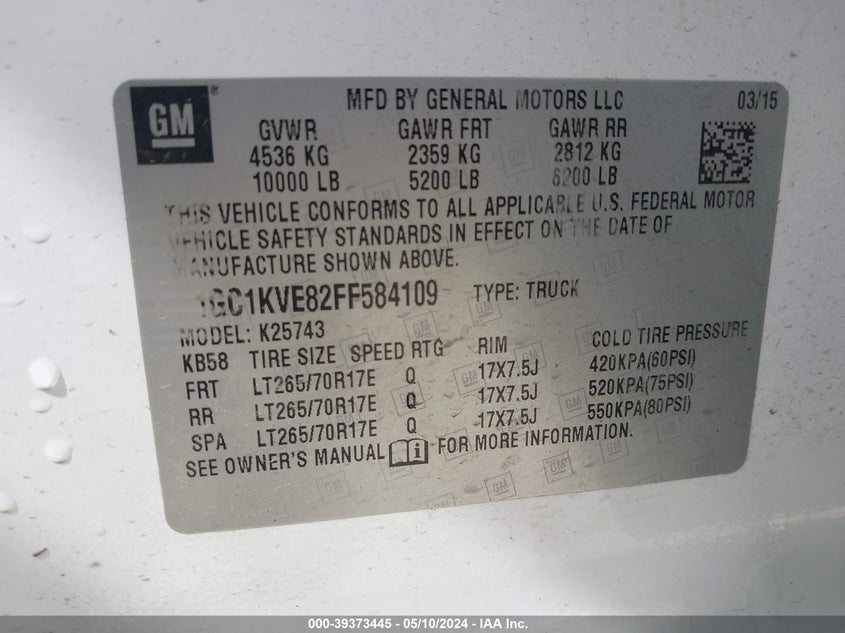 GM ®
MFD BY GENERAL MOTORS LLC 03/15
GVWR GAWR FRT GAWR RR
4536 KG 2359 KG 2812 KG
10000 LB 5200 LB 6200 LB
THIS VEHICLE CONFORMS TO ALL APPLICABLE U.S. FEDERAL MOTOR
VEHICLE SAFETY STANDARDS IN EFFECT ON THE DATE OF
MANUFACTURE SHOWN ABOVE.
1GC1KVE82FF584109 TYPE: TRUCK
MODEL: K25743
KB58 TIRE SIZE SPEED RTG RIM COLD TIRE PRESSURE
FRT LT265/70R17E Q 17X7.5J 420KPA(60PSI)
RR LT265/70R17E Q 17X7.5J 520KPA(75PSI)
SPA LT265/70R17E Q 17X7.5J 550KPA(80PSI)
SEE OWNER'S MANUAL i FOR MORE INFORMATION.
000-39373445 - 05/10/2024 - IAA Inc.